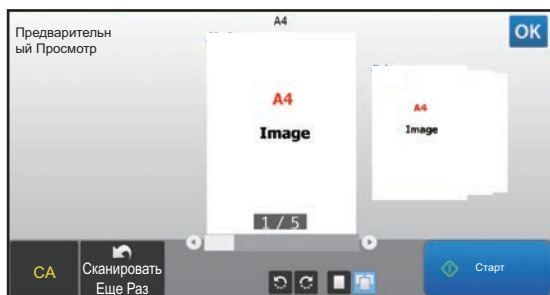 A4
Предварительн
ый Просмотр
OK
A4
Image
A4
Image
1 / 5
CA
Сканировать
Еще Раз
Старт